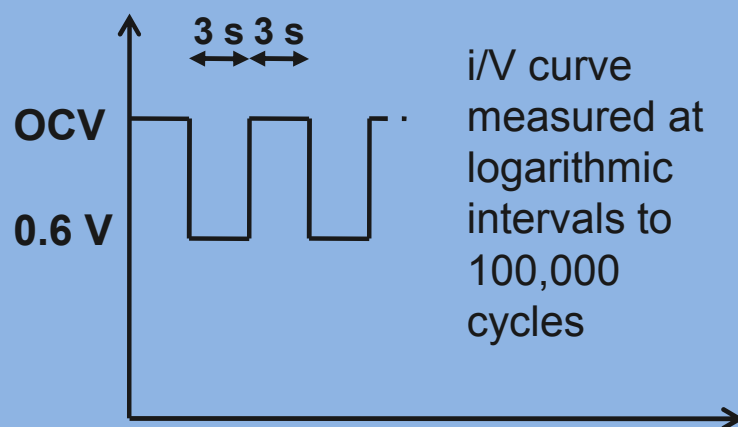 3 s 3 s
OCV
0.6 V
i/V curve
measured at
logarithmic
intervals to
100,000
cycles